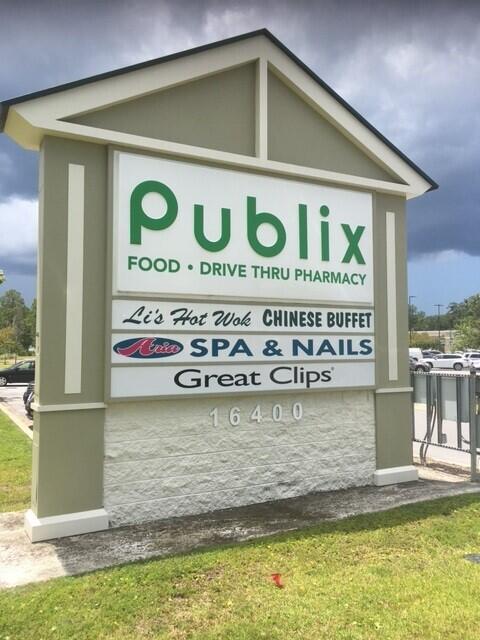 Publix
FOOD • DRIVE THRU PHARMACY
Li's Hot Wok CHINESE BUFFET
Aria SPA & NAILS
Great Clips®
16400